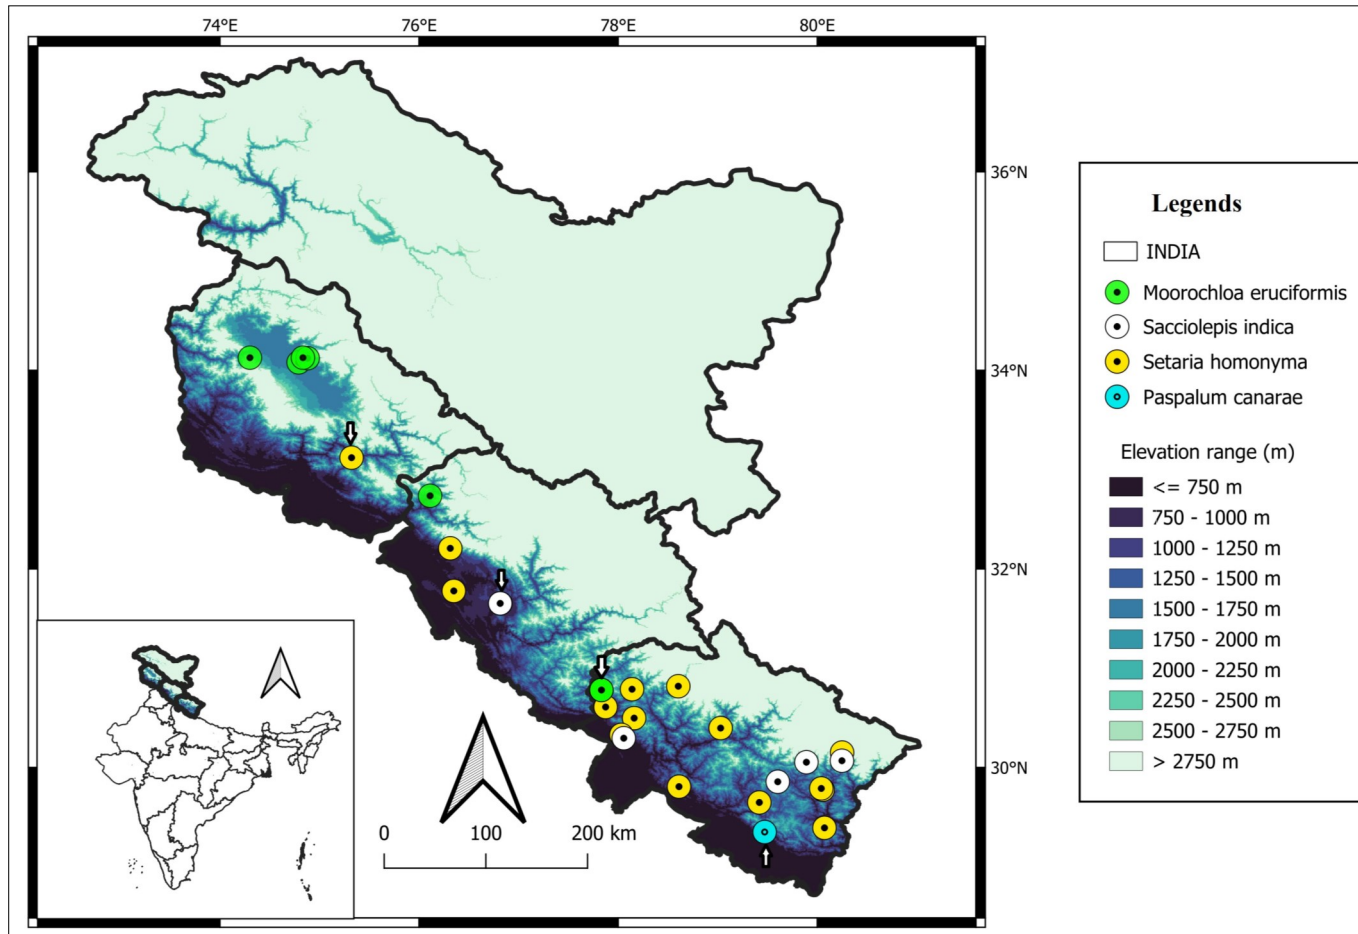 74°E 76°E 78°E 80°E
36°N
34°N
32°N
30°N
0 100 200 km
Legends
INDIA
Moorochloa eruciformis
Sacciolepis indica
Setaria homonyma
Paspalum canarae
Elevation range (m)
<= 750 m
750 - 1000 m
1000 - 1250 m
1250 - 1500 m
1500 - 1750 m
1750 - 2000 m
2000 - 2250 m
2250 - 2500 m
2500 - 2750 m
> 2750 m